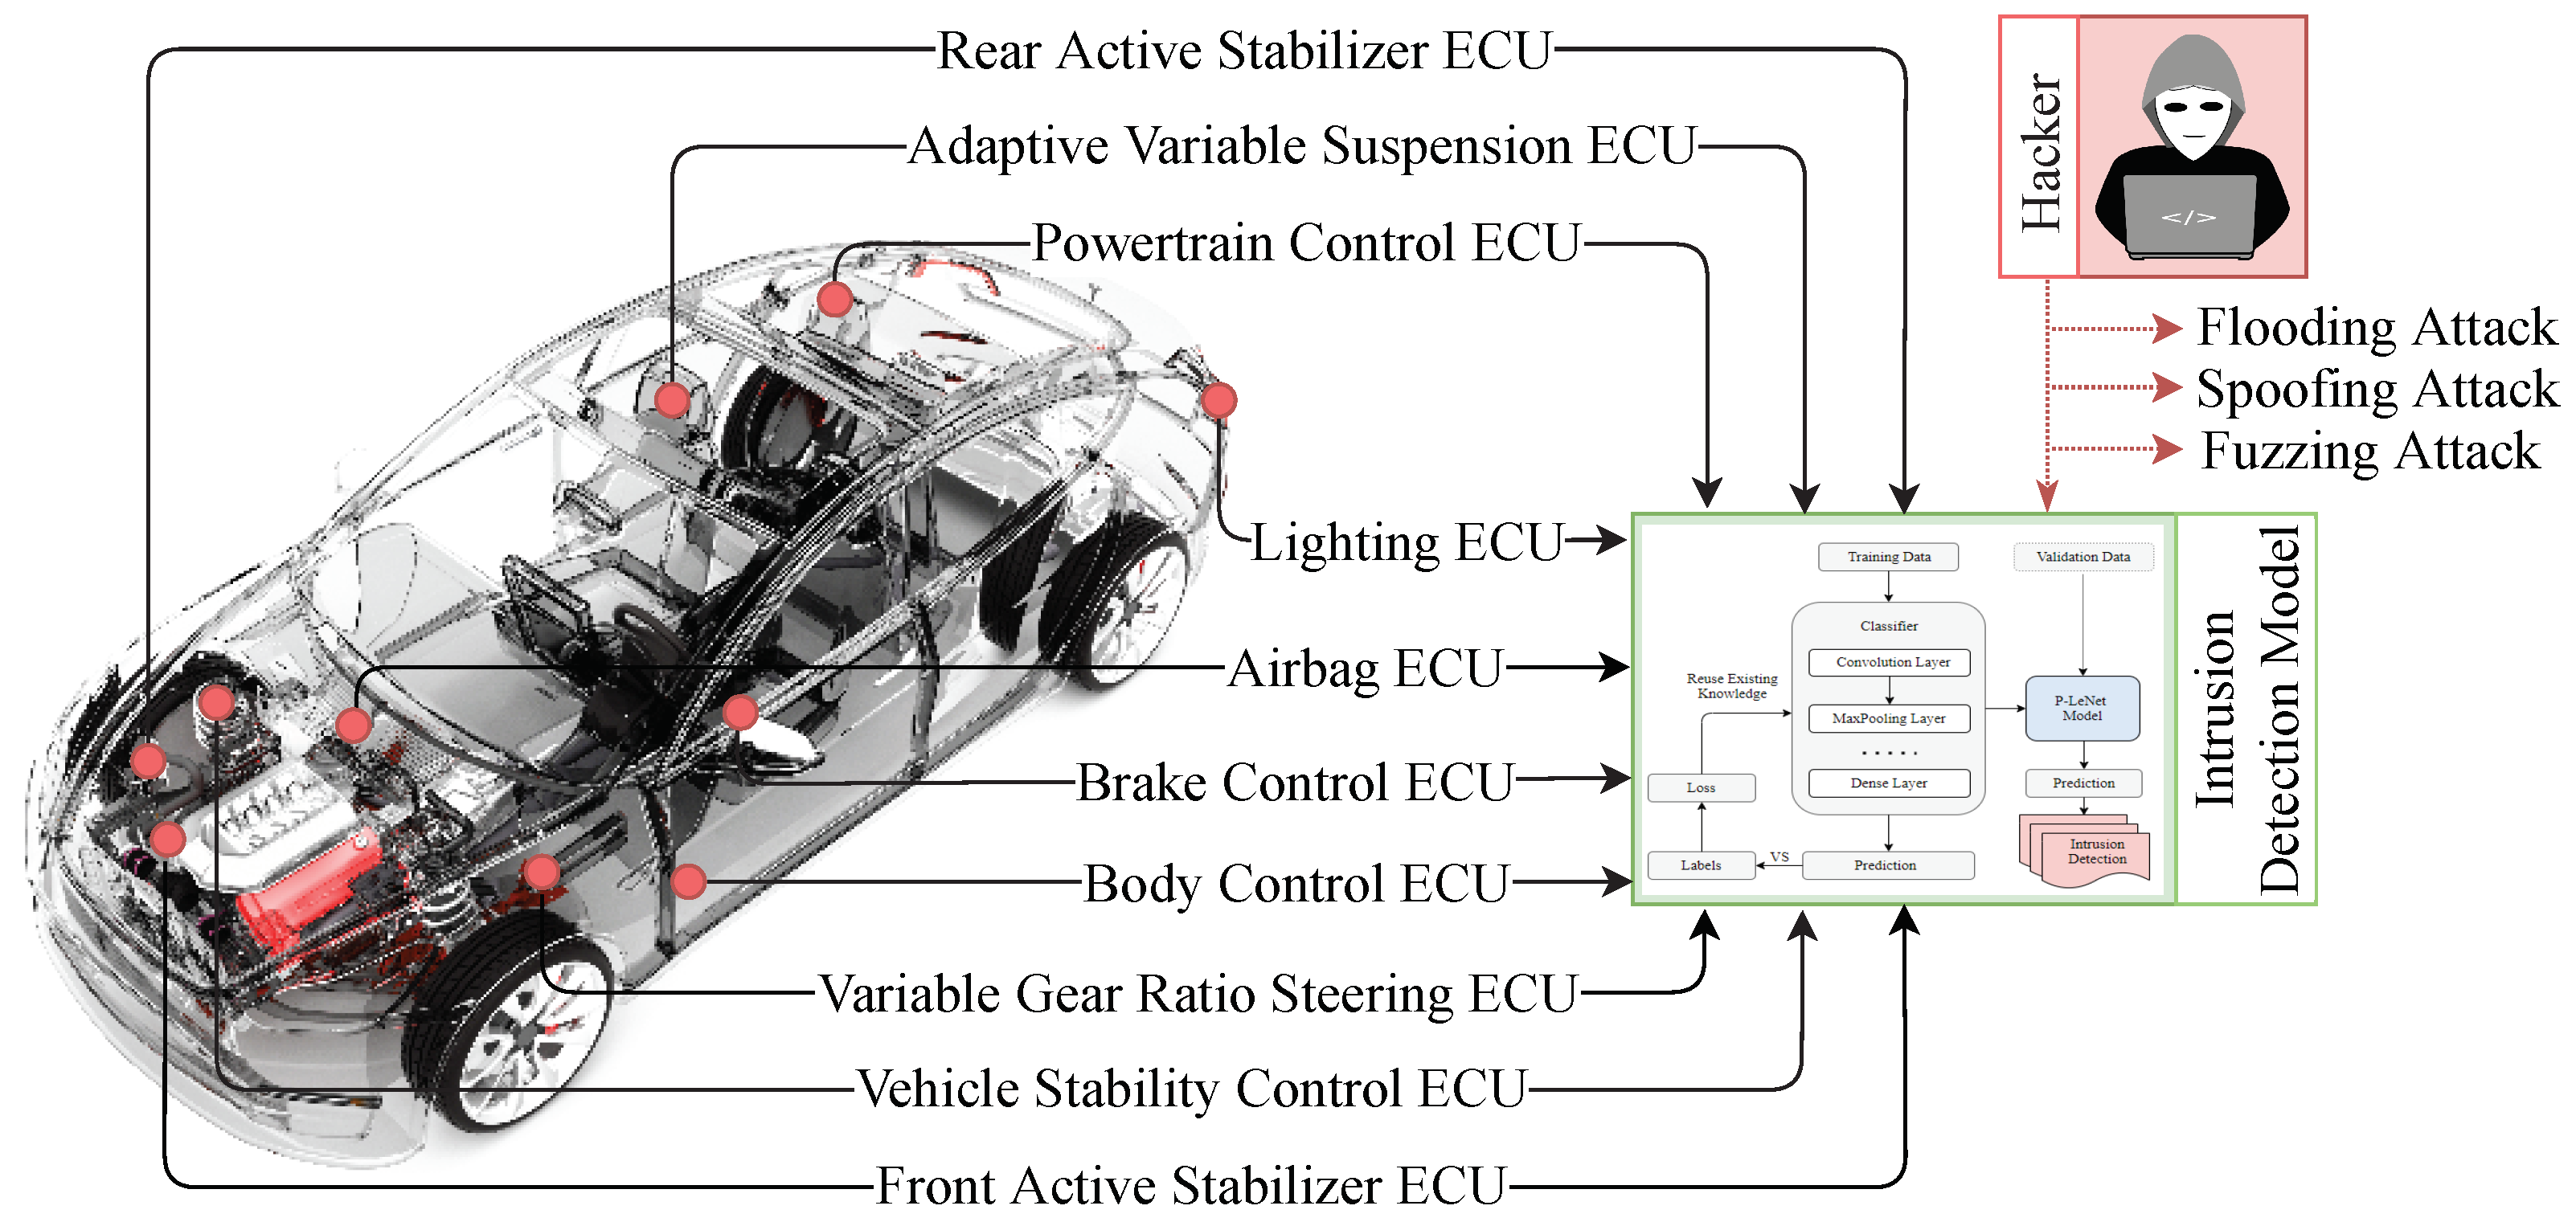 Rear Active Stabilizer ECU
Adaptive Variable Suspension ECU
Powertrain Control ECU
Lighting ECU
Airbag ECU
Brake Control ECU
Body Control ECU
Variable Gear Ratio Steering ECU
Vehicle Stability Control ECU
Front Active Stabilizer ECU
Hacker
</>
Flooding Attack
Spoofing Attack
Fuzzing Attack
Training Data
Validation Data
Classifier
Convolution Layer
MaxPooling Layer
. . . . .
Dense Layer
Reuse Existing
Knowledge
Loss
Labels
VS
Prediction
P-LeNet
Model
Prediction
Intrusion
Detection
Intrusion
Detection Model